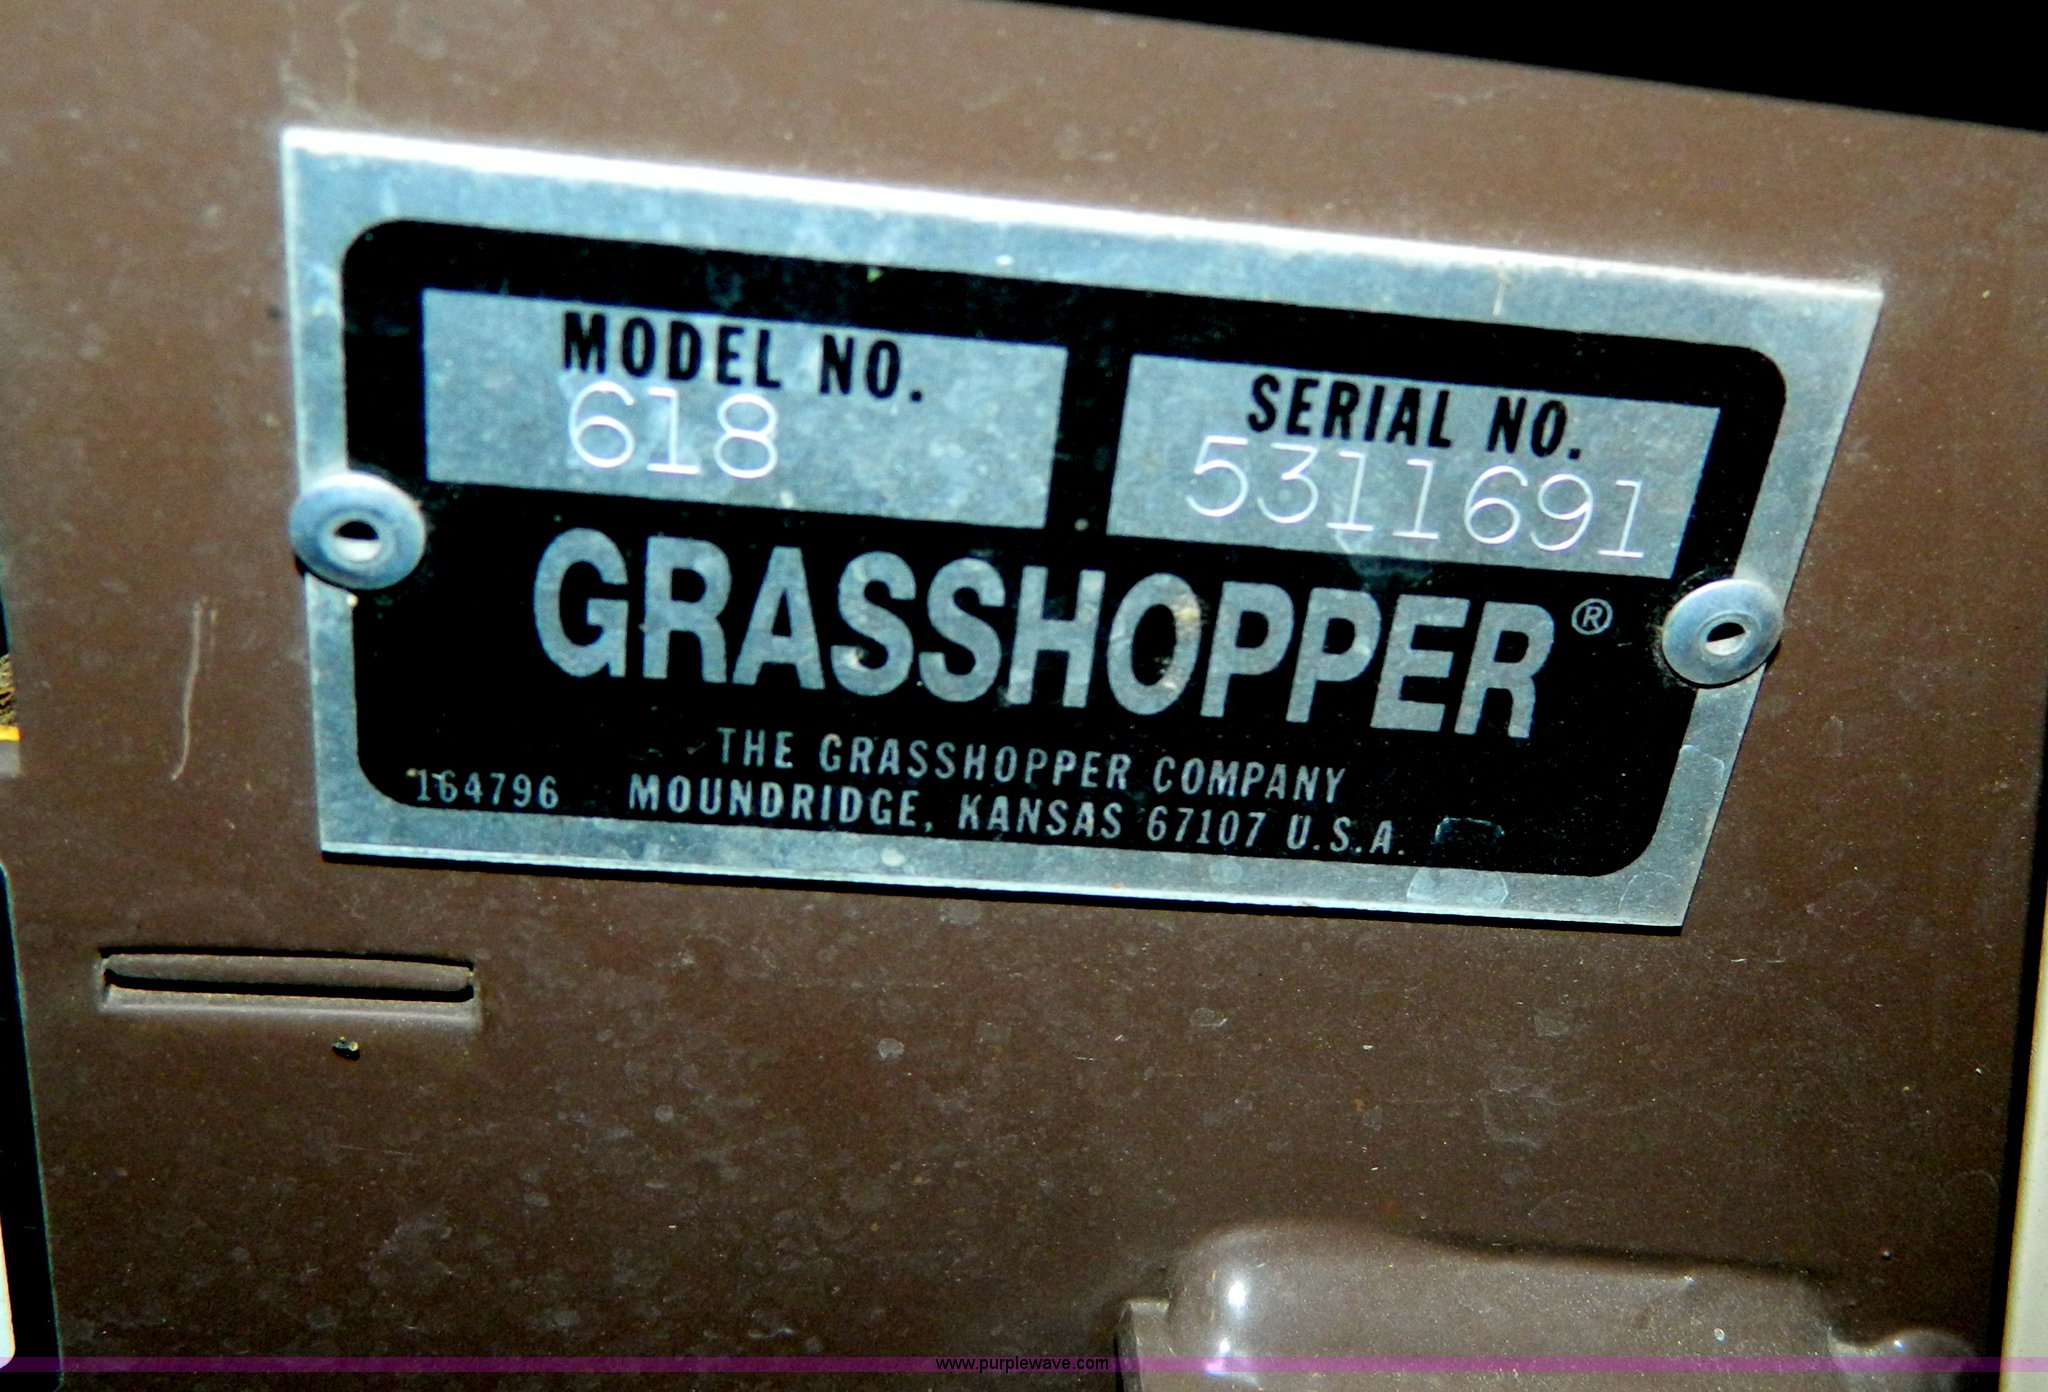 MODEL NO.
618
SERIAL NO.
5311691
GRASSHOPPER®
THE GRASSHOPPER COMPANY
164796 MOUNDRIDGE, KANSAS 67107 U.S.A.
www.purplewave.com